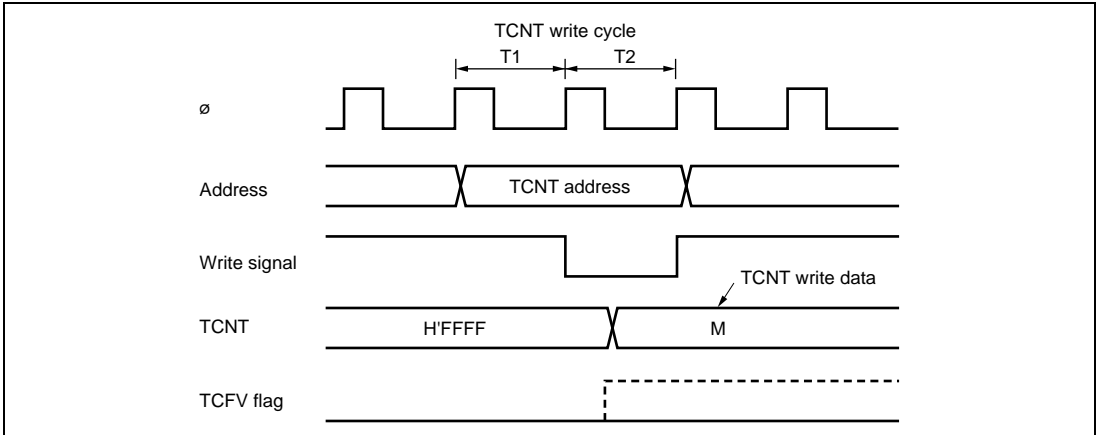 TCNT write cycle
T1 T2
ø
Address TCNT address
Write signal
TCNT write data
TCNT H'FFFF M
TCFV flag